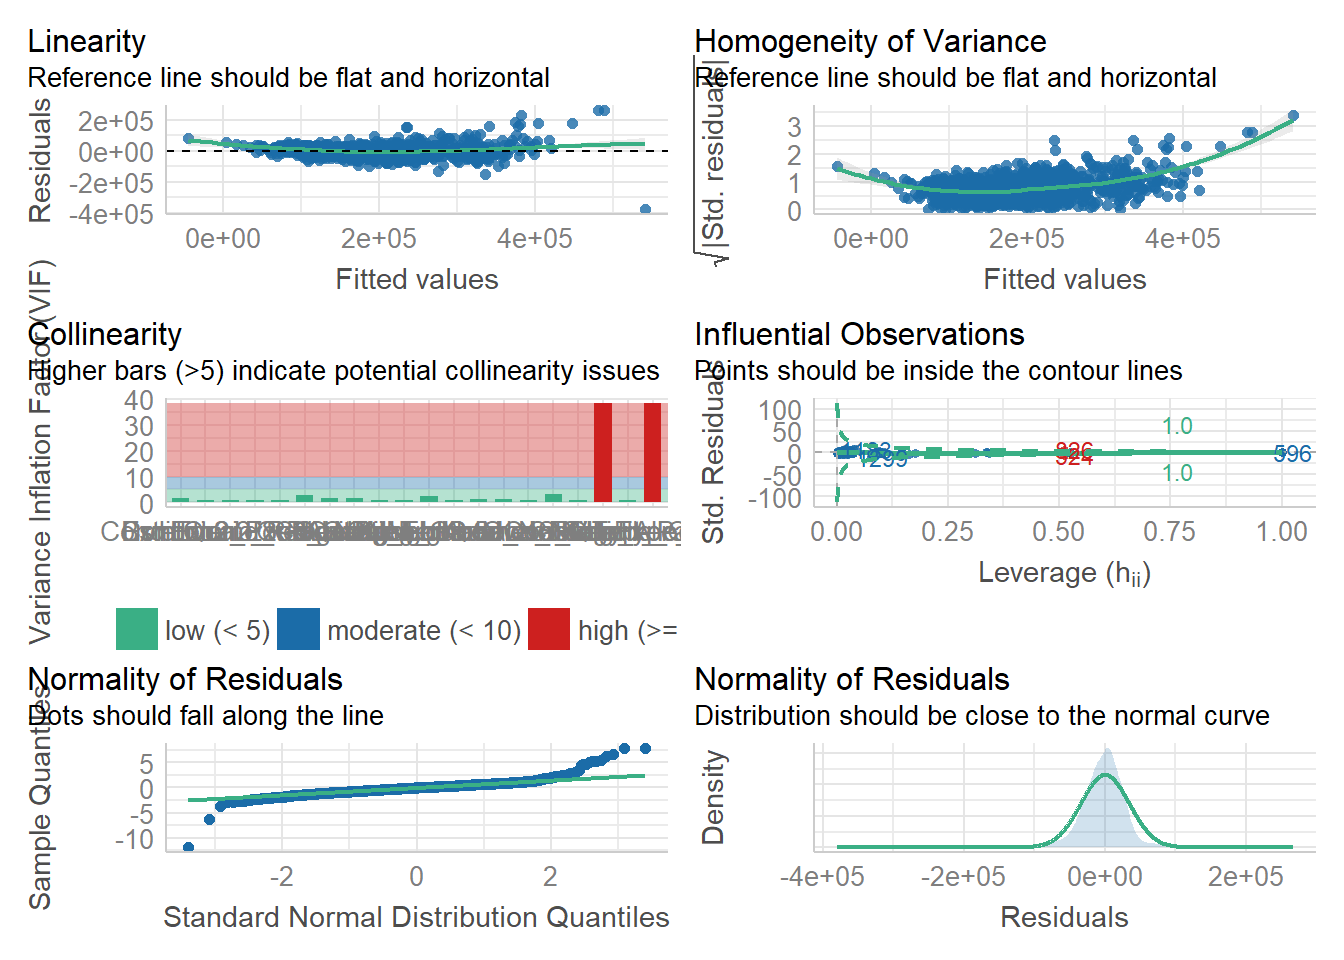 Linearity
Reference line should be flat and horizontal
Residuals
2e+05
0e+00
-2e+05
-4e+05
0e+00 2e+05 4e+05
Fitted values
Homogeneity of Variance
Reference line should be flat and horizontal
√|Std. residuals|
3
2
1
0
0e+00 2e+05 4e+05
Fitted values
Collinearity
Higher bars (>5) indicate potential collinearity issues
Variance Inflation Factor (VIF)
40
30
20
10
0
low (< 5) moderate (< 10) high (>=
Influential Observations
Points should be inside the contour lines
Std. Residuals
100
50
0
-50
-100
1.0
1299
524
596
1.0
0.00 0.25 0.50 0.75 1.00
Leverage (hii)
Normality of Residuals
Dots should fall along the line
Sample Quantiles
5
0
-5
-10
-2 0 2
Standard Normal Distribution Quantiles
Normality of Residuals
Distribution should be close to the normal curve
Density
-4e+05 -2e+05 0e+00 2e+05
Residuals